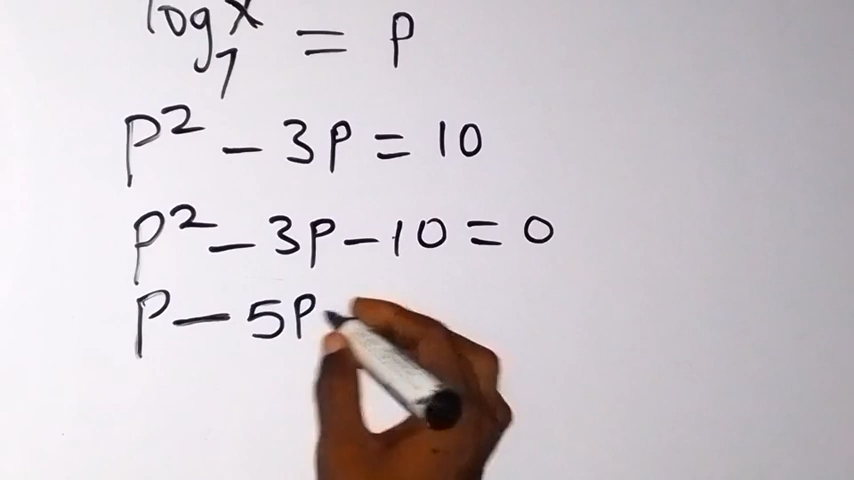 log₇x = P
P² - 3P = 10
P² - 3P - 10 = 0
P - 5P